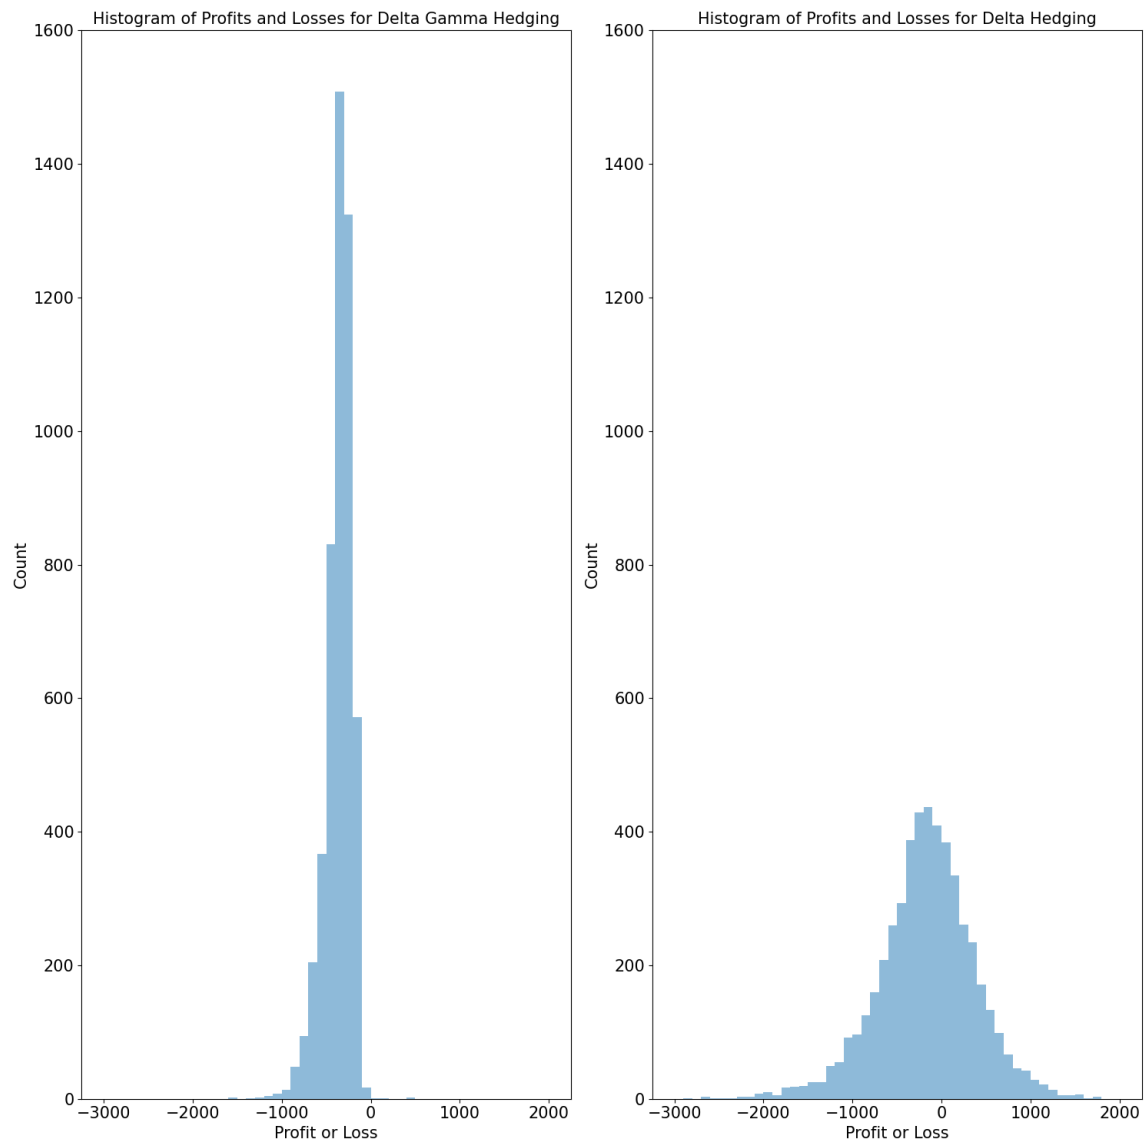 Histogram of Profits and Losses for Delta Gamma Hedging
1600
1400
1200
1000
800
600
400
200
0
Count
−3000 −2000 −1000 0 1000 2000
Profit or Loss
Histogram of Profits and Losses for Delta Hedging
1600
1400
1200
1000
800
600
400
200
0
Count
−3000 −2000 −1000 0 1000 2000
Profit or Loss